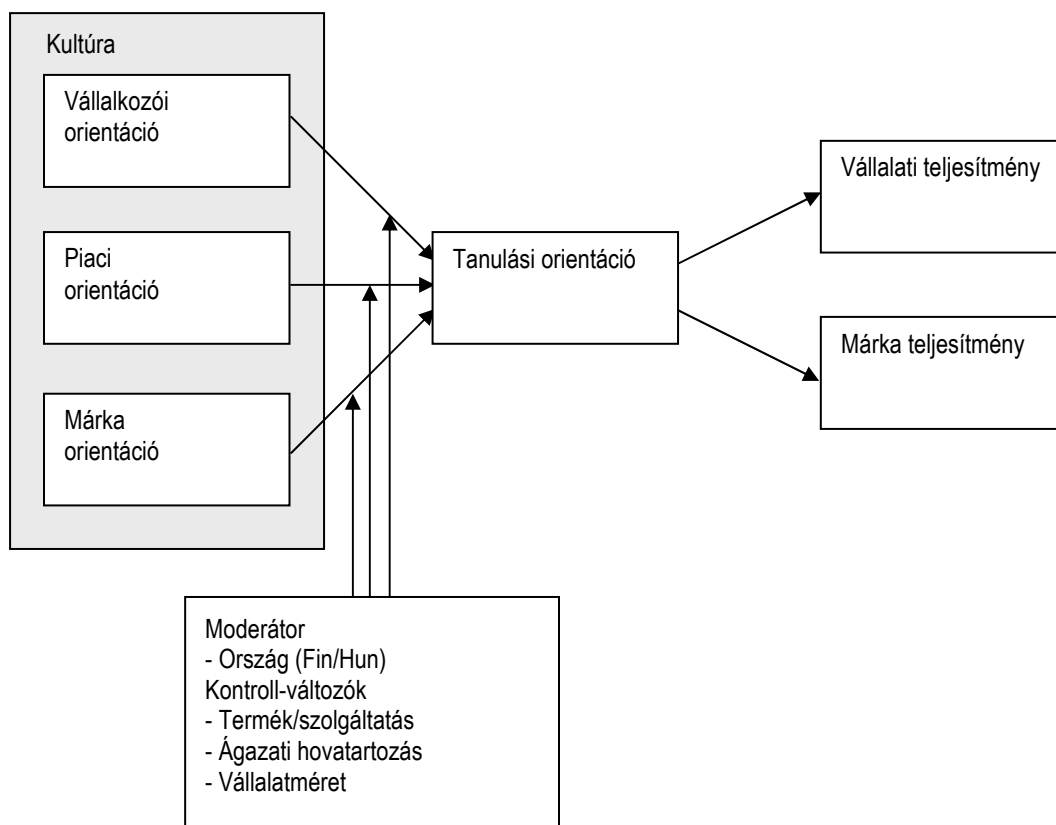 Kultúra
Vállalkozói
orientáció
Piaci
orientáció
Márka
orientáció
Tanulási orientáció
Vállalati teljesítmény
Márka teljesítmény
Moderátor
- Ország (Fin/Hun)
Kontroll-változók
- Termék/szolgáltatás
- Ágazati hovatartozás
- Vállalatméret